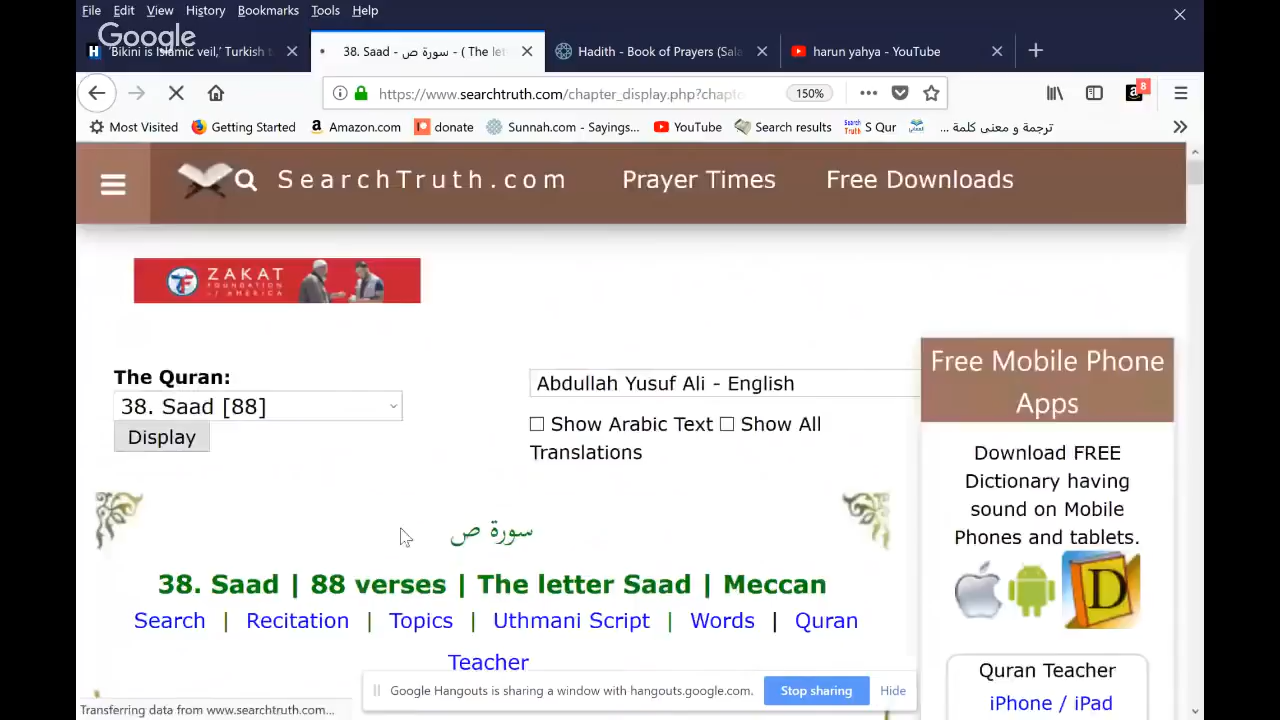 File Edit View History Bookmarks Tools Help
Google
'Bikini is Islamic veil,' Turkish t
38. Saad - سورة ص - ( The let
Hadith - Book of Prayers (Sala
harun yahya - YouTube
https://www.searchtruth.com/chapter_display.php?chapte
150%
8
Most Visited Getting Started Amazon.com donate Sunnah.com - Sayings,... YouTube Search results S Qur ترجمة و معنى كلمة ...
SearchTruth.com Prayer Times Free Downloads
ZAKAT
FOUNDATION
of AMERICA
The Quran:
38. Saad [88]
Display
Abdullah Yusuf Ali - English
Show Arabic Text Show All
Translations
Free Mobile Phone
Apps
Download FREE
Dictionary having
sound on Mobile
Phones and tablets.
D
Quran Teacher
iPhone / iPad
سورة ص
38. Saad | 88 verses | The letter Saad | Meccan
Search | Recitation | Topics | Uthmani Script | Words | Quran
Teacher
Google Hangouts is sharing a window with hangouts.google.com. Stop sharing Hide
Transferring data from www.searchtruth.com...